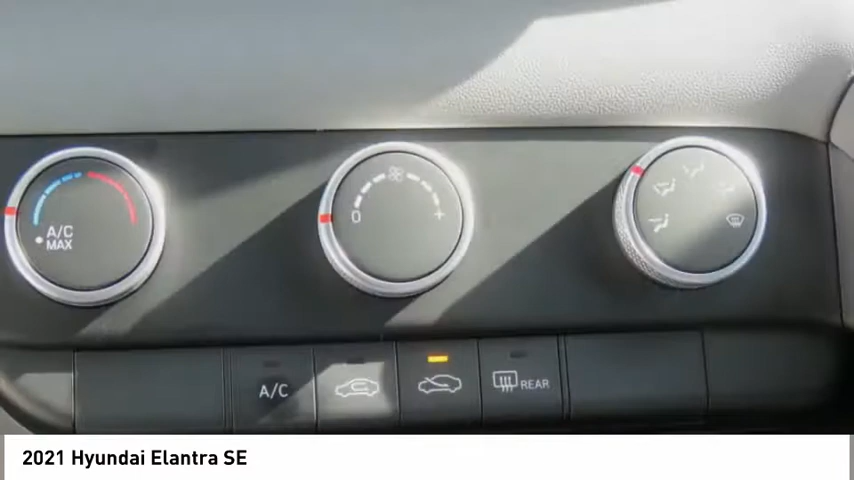 A/C
MAX
0
+
A/C
REAR
2021 Hyundai Elantra SE